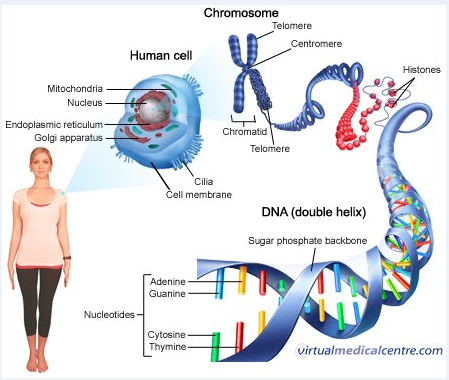 Chromosome
Telomere
Centromere
Human cell
Histones
Mitochondria
Nucleus
Endoplasmic reticulum
Golgi apparatus
Chromatid
Telomere
Cilia
Cell membrane
DNA (double helix)
Sugar phosphate backbone
Adenine
Guanine
Nucleotides
Cytosine
Thymine
virtualmedicalcentre.com